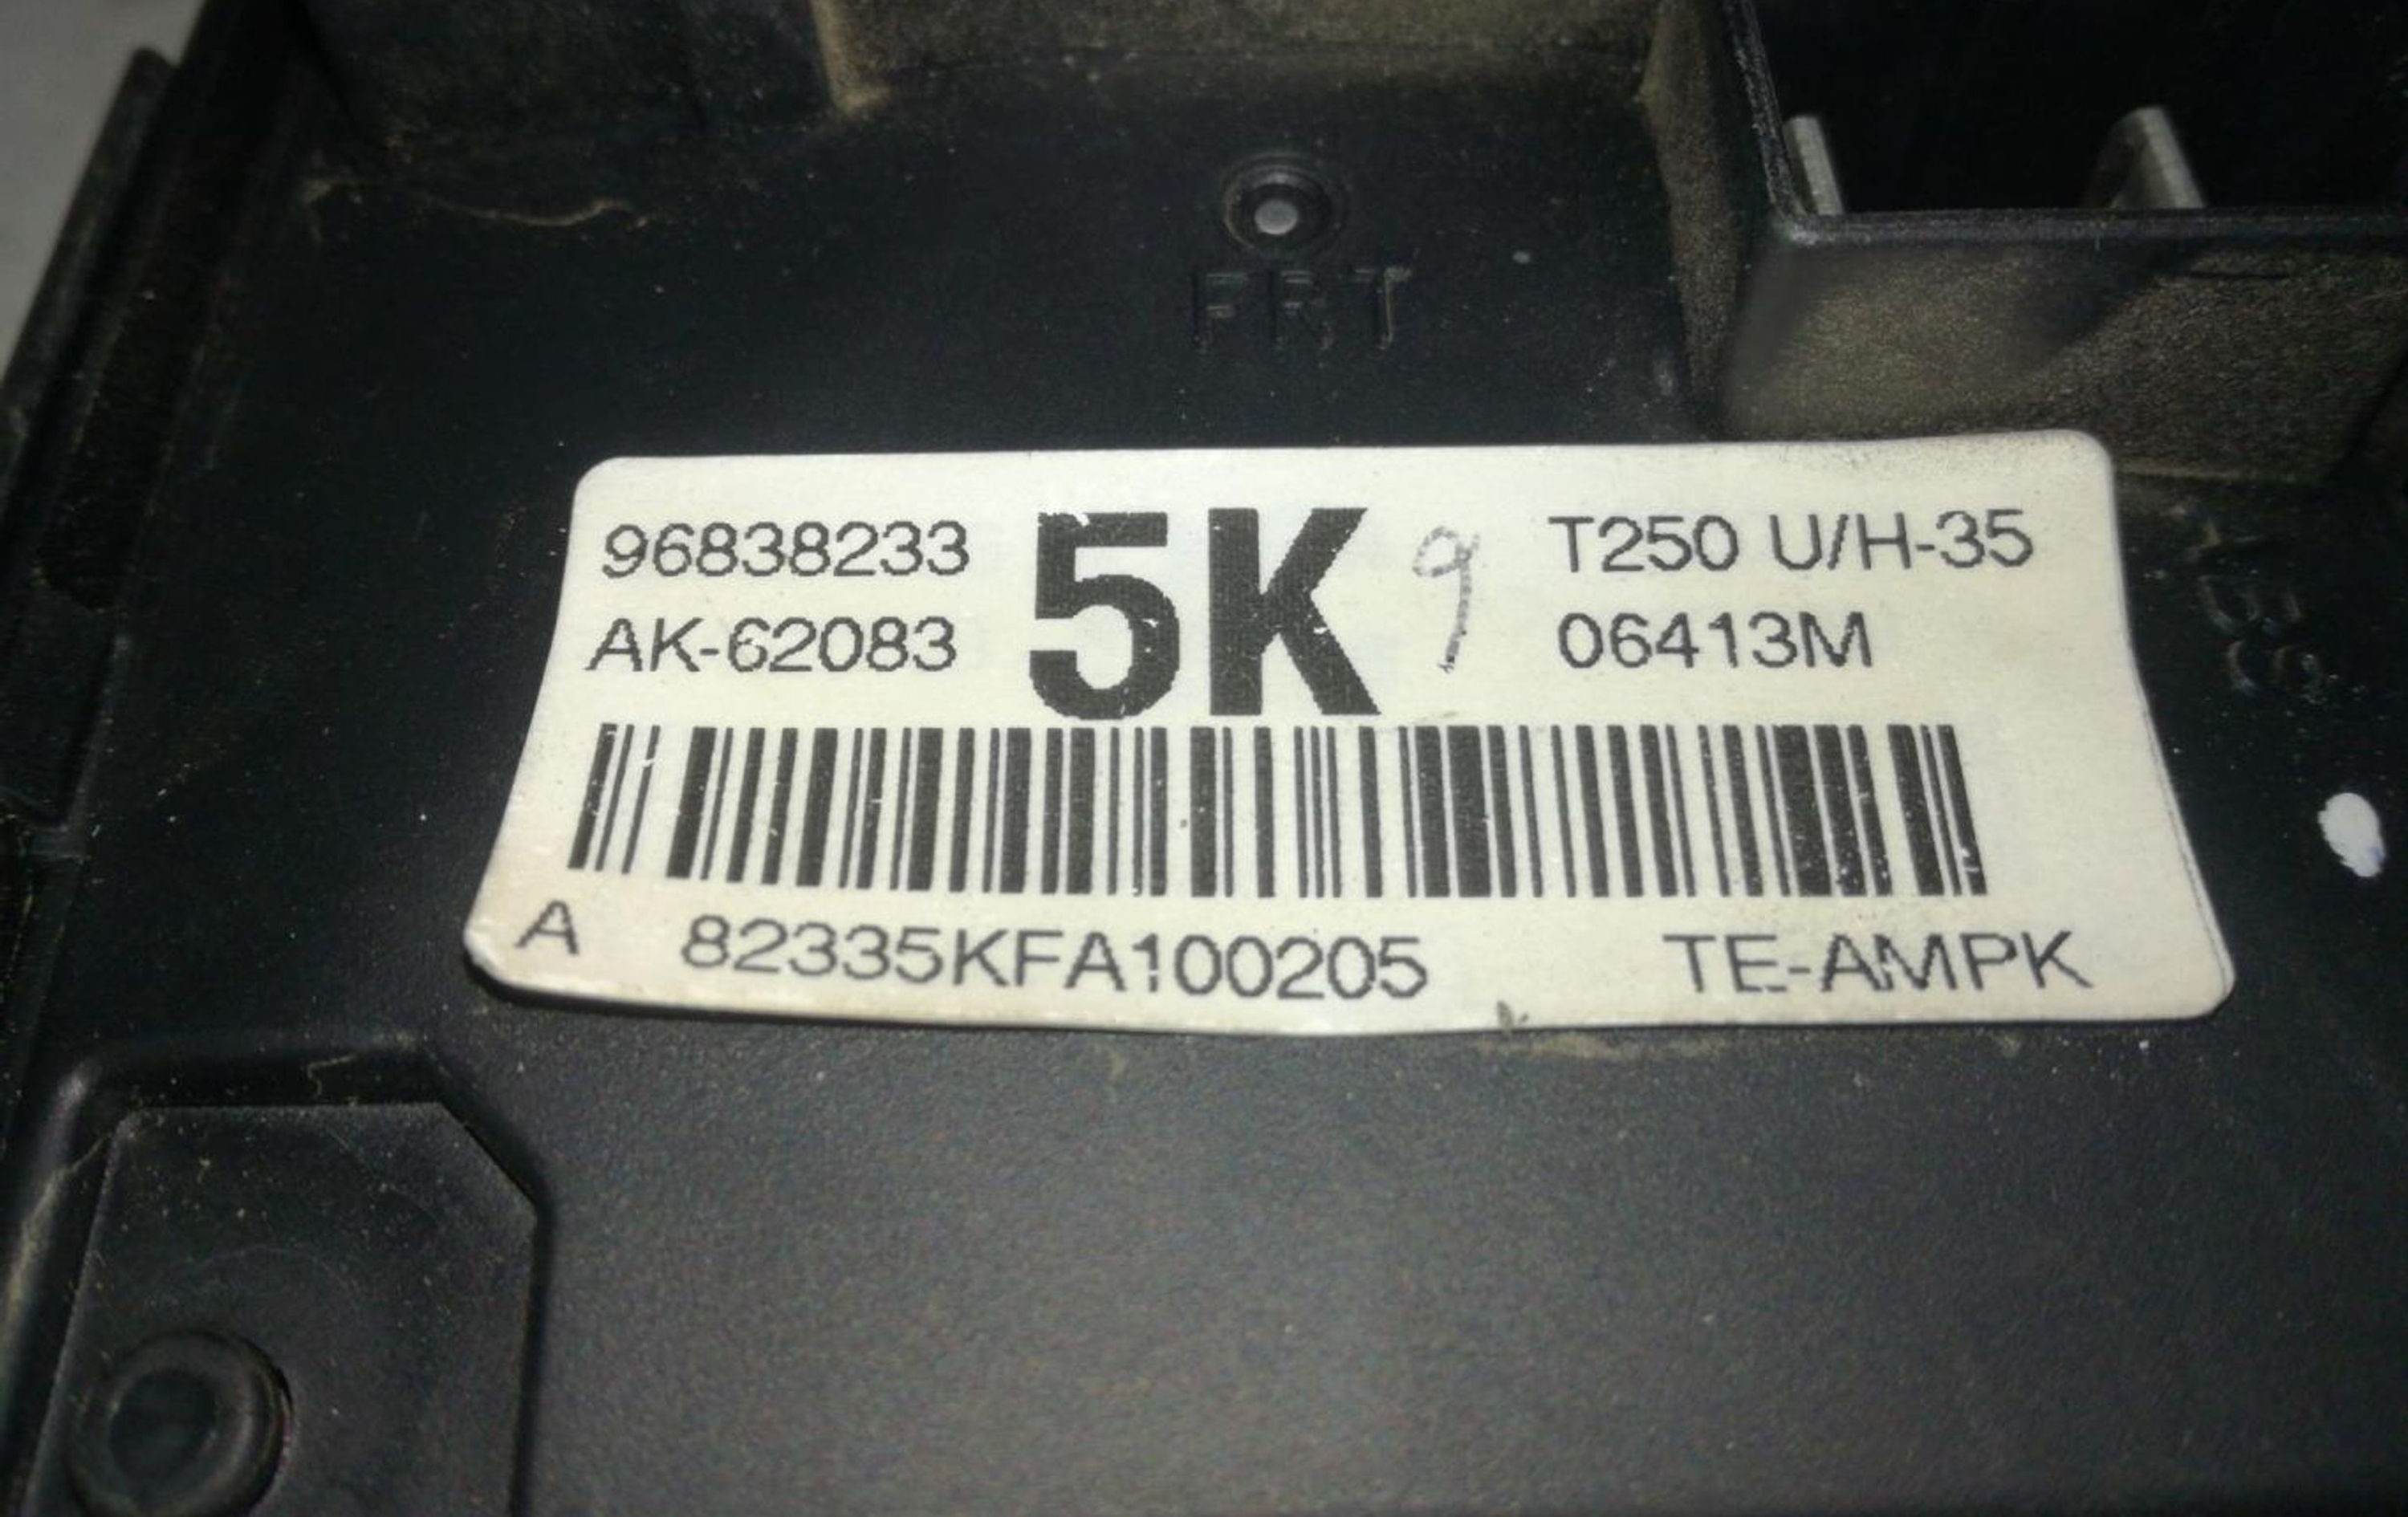 FRT
96838233 5K 9 T250 U/H-35
AK-62083 06413M
A 82335KFA100205 TE-AMPK